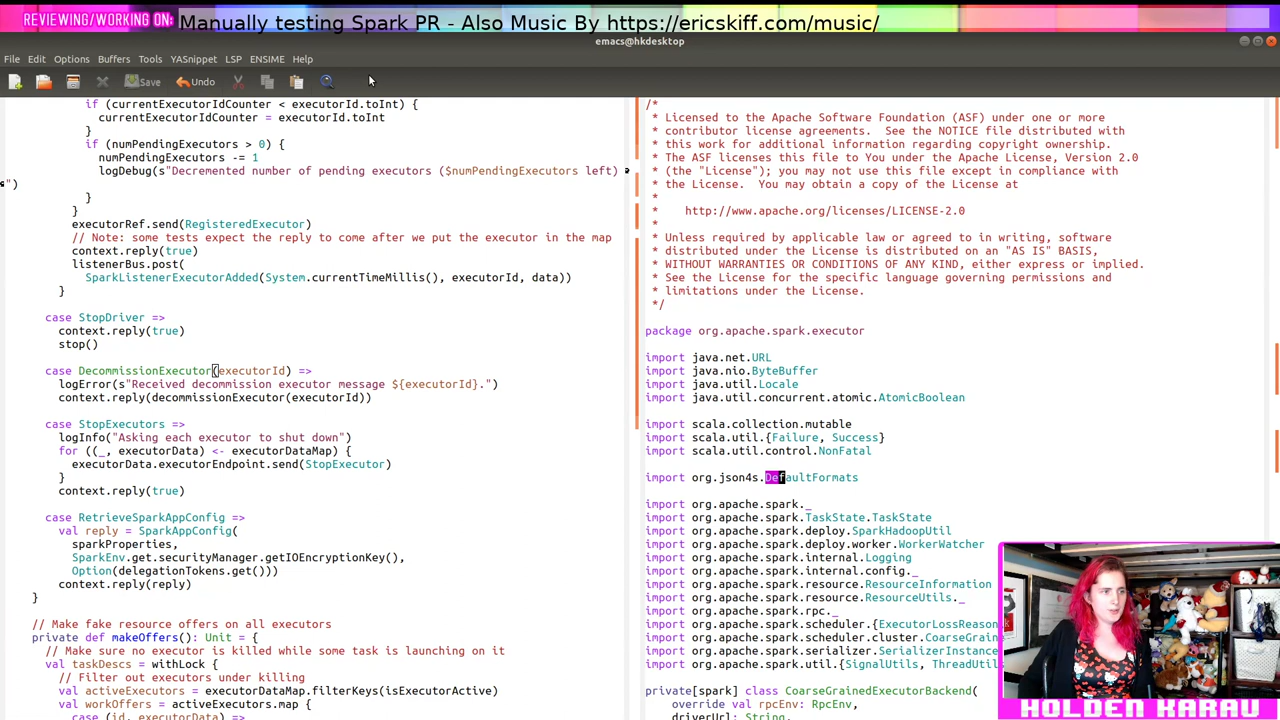 REVIEWING/WORKING ON: Manually testing Spark PR - Also Music By https://ericskiff.com/music/
emacs@hkdesktop
File Edit Options Buffers Tools YASnippet LSP ENSIME Help
Save Undo
if (currentExecutorIdCounter < executorId.toInt) {
currentExecutorIdCounter = executorId.toInt
}
if (numPendingExecutors > 0) {
numPendingExecutors -= 1
logDebug(s"Decremented number of pending executors ($numPendingExecutors left)
")
}
}
executorRef.send(RegisteredExecutor)
// Note: some tests expect the reply to come after we put the executor in the map
context.reply(true)
listenerBus.post(
SparkListenerExecutorAdded(System.currentTimeMillis(), executorId, data))
}
case StopDriver =>
context.reply(true)
stop()
case DecommissionExecutor(executorId) =>
logError(s"Received decommission executor message ${executorId}.")
context.reply(decommissionExecutor(executorId))
case StopExecutors =>
logInfo("Asking each executor to shut down")
for ((_, executorData) <- executorDataMap) {
executorData.executorEndpoint.send(StopExecutor)
}
context.reply(true)
case RetrieveSparkAppConfig =>
val reply = SparkAppConfig(
sparkProperties,
SparkEnv.get.securityManager.getIOEncryptionKey(),
Option(delegationTokens.get()))
context.reply(reply)
}
// Make fake resource offers on all executors
private def makeOffers(): Unit = {
// Make sure no executor is killed while some task is launching on it
val taskDescs = withLock {
// Filter out executors under killing
val activeExecutors = executorDataMap.filterKeys(isExecutorActive)
val workOffers = activeExecutors.map {
case (id, executorData) =>
/*
* Licensed to the Apache Software Foundation (ASF) under one or more
* contributor license agreements.  See the NOTICE file distributed with
* this work for additional information regarding copyright ownership.
* The ASF licenses this file to You under the Apache License, Version 2.0
* (the "License"); you may not use this file except in compliance with
* the License.  You may obtain a copy of the License at
*
*    http://www.apache.org/licenses/LICENSE-2.0
*
* Unless required by applicable law or agreed to in writing, software
* distributed under the License is distributed on an "AS IS" BASIS,
* WITHOUT WARRANTIES OR CONDITIONS OF ANY KIND, either express or implied.
* See the License for the specific language governing permissions and
* limitations under the License.
*/
package org.apache.spark.executor
import java.net.URL
import java.nio.ByteBuffer
import java.util.Locale
import java.util.concurrent.atomic.AtomicBoolean
import scala.collection.mutable
import scala.util.{Failure, Success}
import scala.util.control.NonFatal
import org.json4s.DefaultFormats
import org.apache.spark._
import org.apache.spark.TaskState.TaskState
import org.apache.spark.deploy.SparkHadoopUtil
import org.apache.spark.deploy.worker.WorkerWatcher
import org.apache.spark.internal.Logging
import org.apache.spark.internal.config._
import org.apache.spark.resource.ResourceInformation
import org.apache.spark.resource.ResourceUtils._
import org.apache.spark.rpc._
import org.apache.spark.scheduler.{ExecutorLossReaso
import org.apache.spark.scheduler.cluster.CoarseGrain
import org.apache.spark.serializer.SerializerInstance
import org.apache.spark.util.{SignalUtils, ThreadUtils
private[spark] class CoarseGrainedExecutorBackend(
override val rpcEnv: RpcEnv,
driverUrl: String,
HOLDEN KARAU